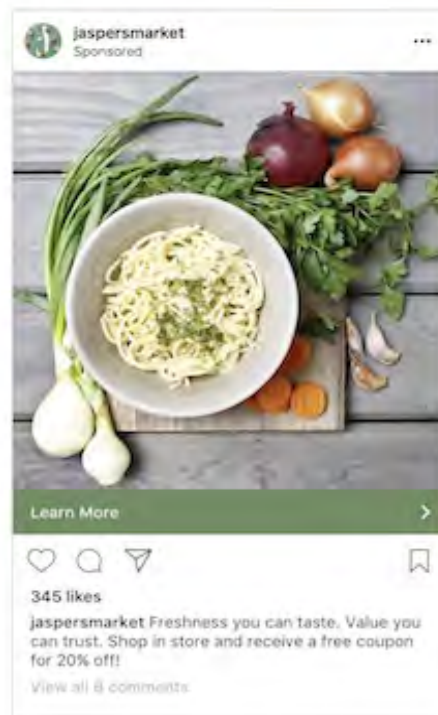 jaspersmarket
Sponsored
Learn More
345 likes
jaspersmarket Freshness you can taste. Value you
can trust. Shop in store and receive a free coupon
for 20% off!
View all 8 comments